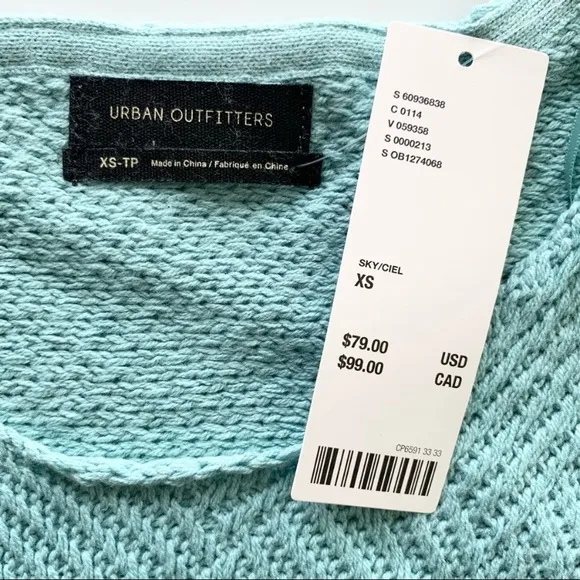 URBAN OUTFITTERS
XS-TP Made in China / Fabriqué en Chine
S 60936838
C 0114
V 059358
S 0000213
S OB1274068
SKY/CIEL
XS
$79.00 USD
$99.00 CAD
CP6591 33 33